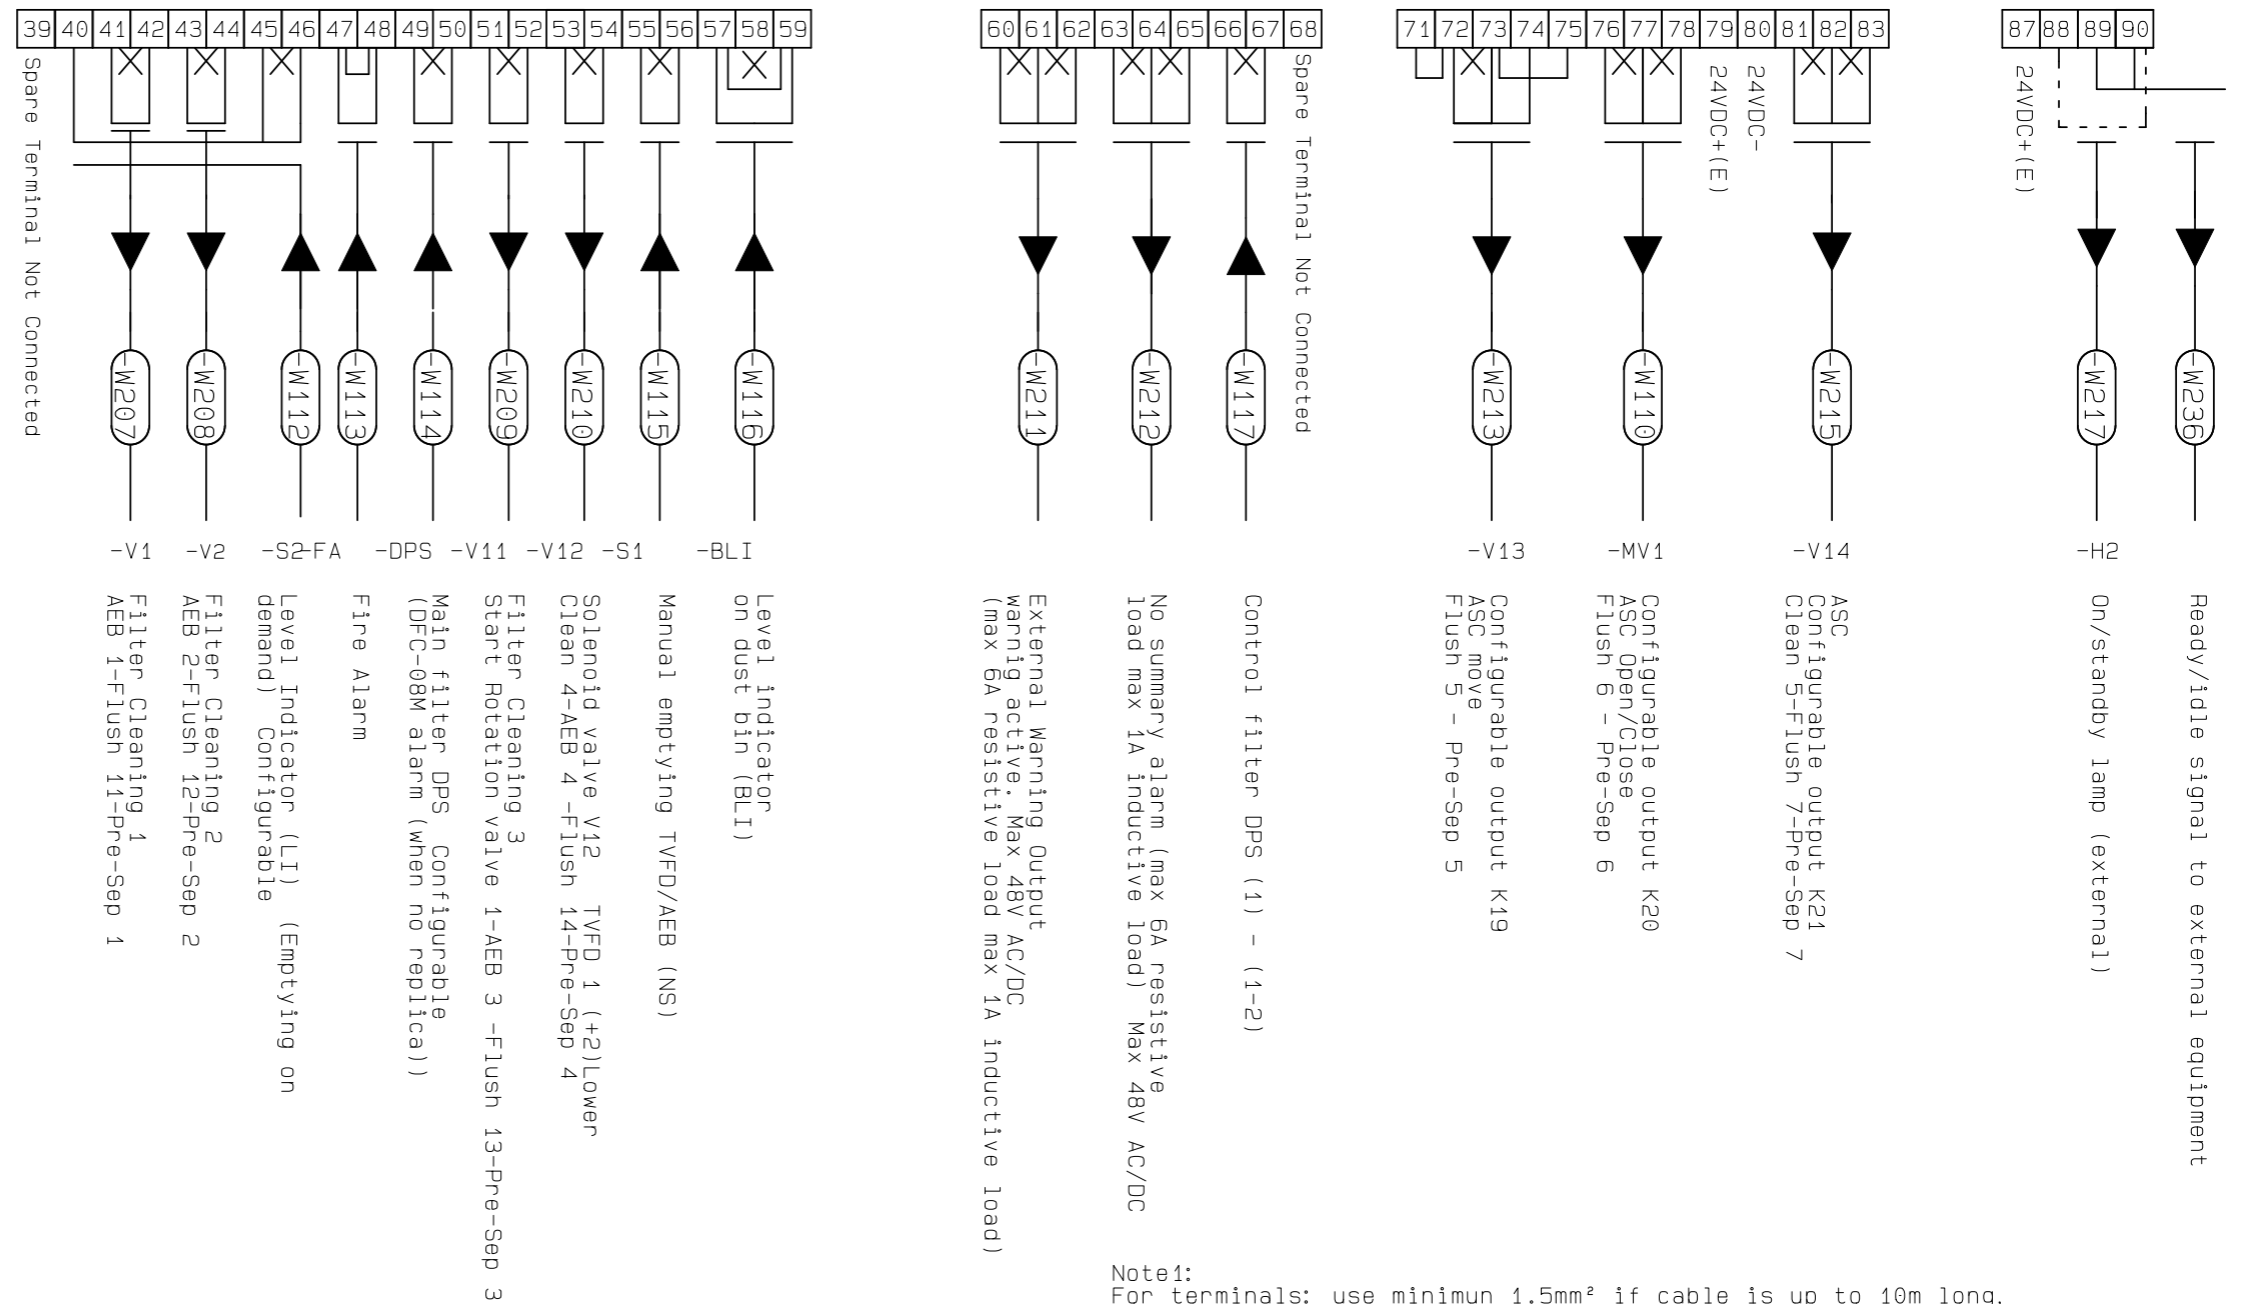 39 40 41 42 43 44 45 46 47 48 49 50 51 52 53 54 55 56 57 58 59
60 61 62 63 64 65 66 67 68
71 72 73 74 75 76 77 78 79 80 81 82 83
87 88 89 90
Spare Terminal Not Connected
Spare Terminal Not Connected
24VDC+(E)
24VDC-
24VDC+(E)
-W207
-W208
-W112
-W113
-W114
-W209
-W210
-W115
-W116
-W211
-W212
-W117
-W213
-W110
-W215
-W217
-W236
-V1
-V2
-S2
-FA
-DPS
-V11
-V12
-S1
-BLI
-V13
-MV1
-V14
-H2
Filter Cleaning 1
AEB 1-Flush 11-Pre-Sep 1
Filter Cleaning 2
AEB 2-Flush 12-Pre-Sep 2
Level Indicator (LI) (Emptying on
demand) Configurable
Fire Alarm
Main filter DPS Configurable
(DFC-08M alarm (when no replica))
Filter Cleaning 3
Start Rotation valve 1-AEB 3 -Flush 13-Pre-Sep 3
Solenoid valve V12 TVFD 1 (+2)Lower
Clean 4-AEB 4 -Flush 14-Pre-Sep 4
Manual emptying TVFD/AEB (NS)
Level indicator
on dust bin (BLI)
External Warning Output
warnig active. Max 48V AC/DC
(max 6A resistive load max 1A inductive load)
No summary alarm (max 6A resistive
load max 1A inductive load) Max 48V AC/DC
Control filter DPS (1) - (1-2)
Configurable output K19
ASC move
Flush 5 - Pre-Sep 5
Configurable output K20
ASC Open/Close
Flush 6 - Pre-Sep 6
ASC
Configurable output K21
Clean 5-Flush 7-Pre-Sep 7
On/standby lamp (external)
Ready/idle signal to external equipment
Note1:
For terminals: use minimun 1.5mm² if cable is up to 10m long.